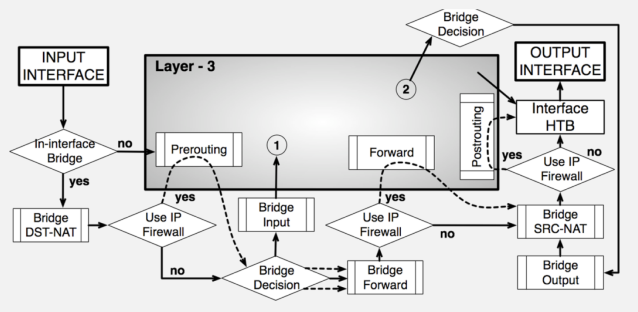 Bridge
Decision
INPUT
INTERFACE
Layer - 3
OUTPUT
INTERFACE
2
In-interface
Bridge
no
yes
Prerouting
1
Forward
Postrouting
Interface
HTB
yes
no
Use IP
Firewall
Bridge
DST-NAT
Use IP
Firewall
yes
no
Bridge
Input
Use IP
Firewall
yes
no
Bridge
SRC-NAT
Bridge
Decision
Bridge
Forward
Bridge
Output